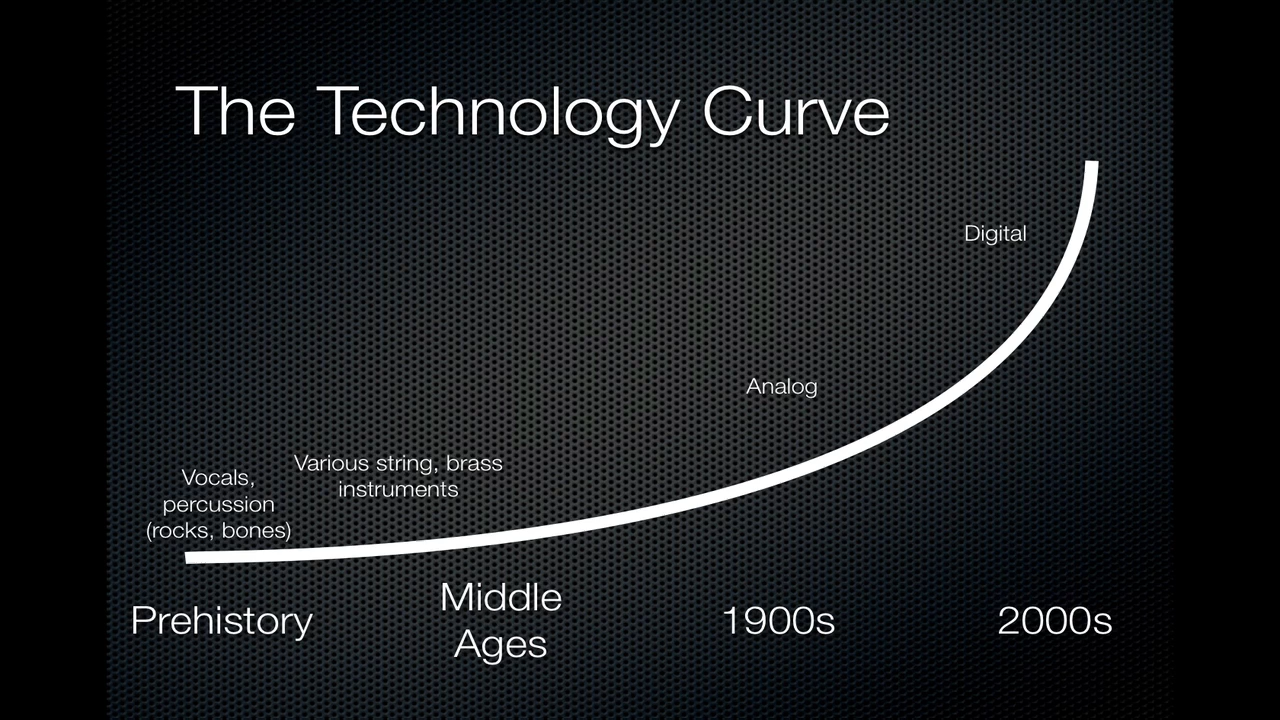 The Technology Curve
Digital
Analog
Various string, brass
instruments
Vocals,
percussion
(rocks, bones)
Prehistory
Middle
Ages
1900s
2000s